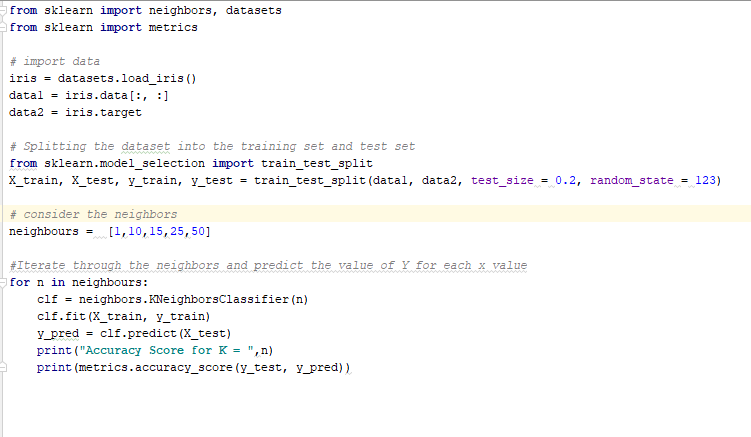 from sklearn import neighbors, datasets
from sklearn import metrics
# import data
iris = datasets.load_iris()
data1 = iris.data[:, :]
data2 = iris.target
# Splitting the dataset into the training set and test set
from sklearn.model_selection import train_test_split
X_train, X_test, y_train, y_test = train_test_split(data1, data2, test_size = 0.2, random_state = 123)
# consider the neighbors
neighbours =  [1,10,15,25,50]
#Iterate through the neighbors and predict the value of Y for each x value
for n in neighbours:
    clf = neighbors.KNeighborsClassifier(n)
    clf.fit(X_train, y_train)
    y_pred = clf.predict(X_test)
    print("Accuracy Score for K = ",n)
    print(metrics.accuracy_score(y_test, y_pred))